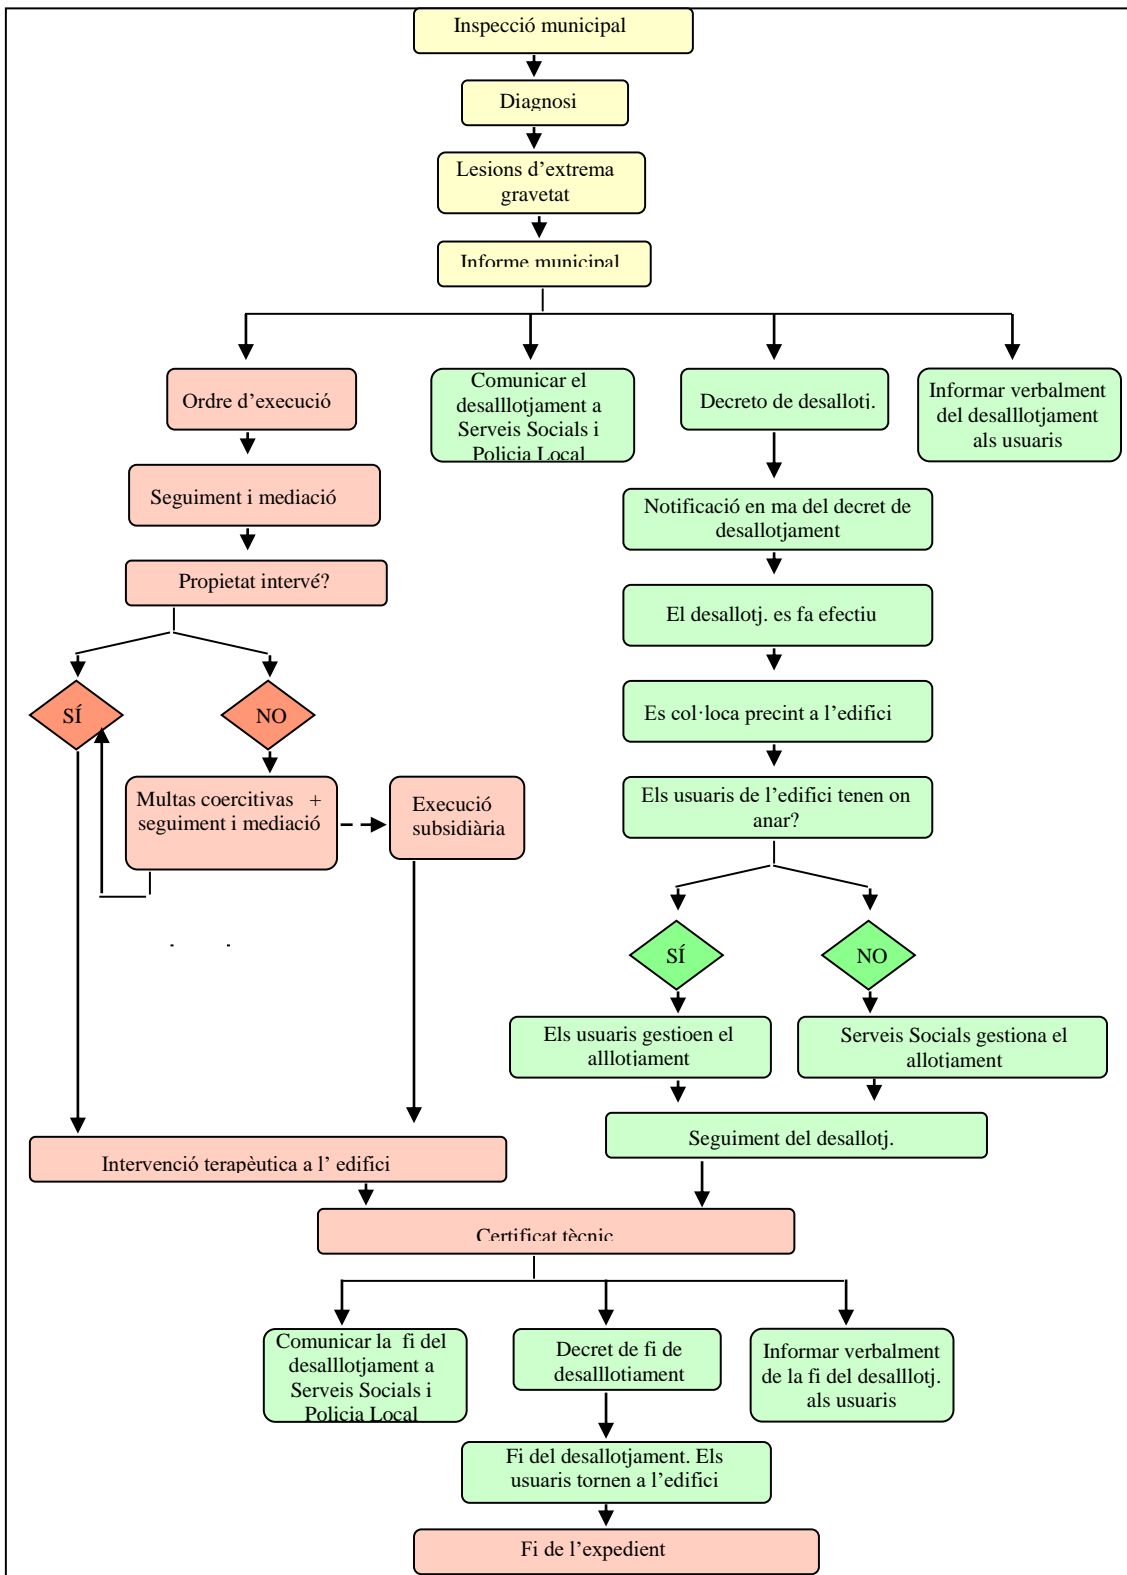 Inspecció municipal
Diagnosi
Lesions d’extrema
gravetat
Informe municipal
Ordre d’execució
Comunicar el
desalllotjament a
Serveis Socials i
Policia Local
Decreto de desallotj.
Informar verbalment
del desalllotjament
als usuaris
Seguiment i mediació
Notificació en ma del decret de
desallotjament
Propietat intervé?
El desallotj. es fa efectiu
SÍ
NO
Es col·loca precint a l’edifici
Multas coercitivas +
seguiment i mediació
Execució
subsidiària
Els usuaris de l’edifici tenen on
anar?
SÍ
NO
Els usuaris gestioen el
alllotjament
Serveis Socials gestiona el
allotjament
Seguiment del desallotj.
Intervenció terapèutica a l’ edifici
Certificat tècnic
Comunicar la fi del
desalllotjament a
Serveis Socials i
Policia Local
Decret de fi de
desalllotjament
Informar verbalment
de la fi del desalllotj.
als usuaris
Fi del desallotjament. Els
usuaris tornen a l’edifici
Fi de l’expedient